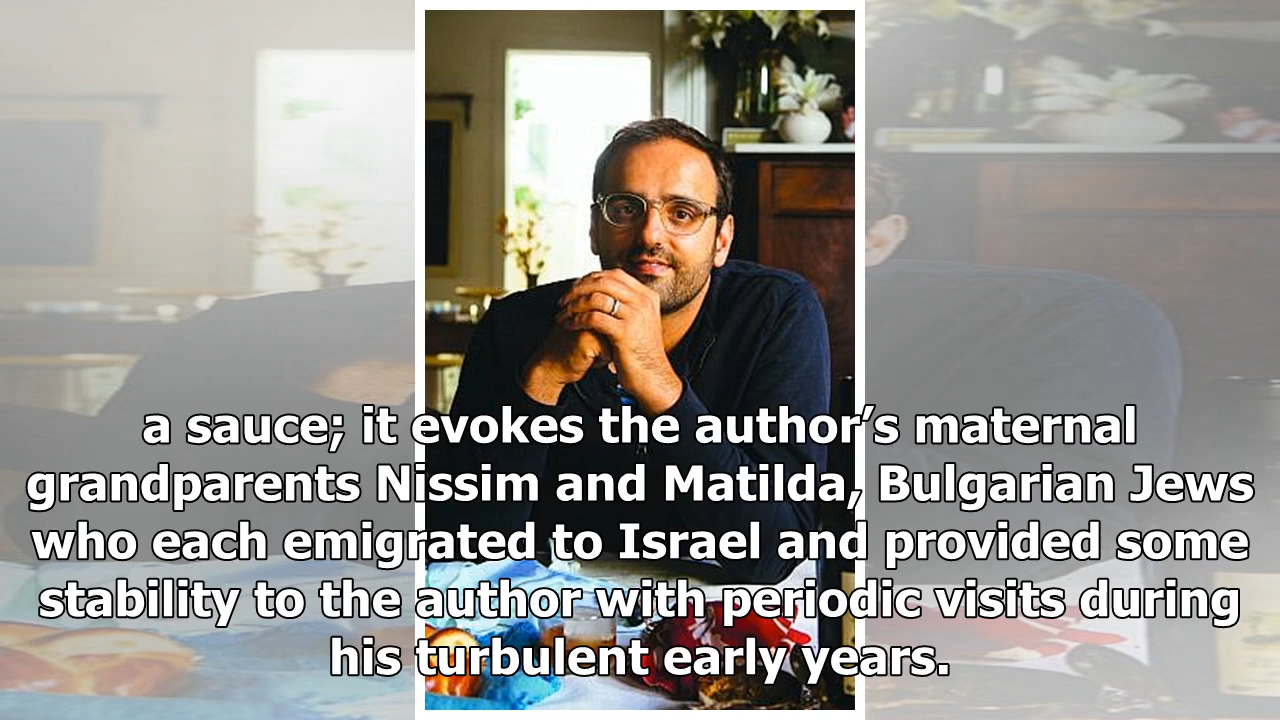 a sauce; it evokes the author’s maternal
grandparents Nissim and Matilda, Bulgarian Jews
who each emigrated to Israel and provided some
stability to the author with periodic visits during
his turbulent early years.